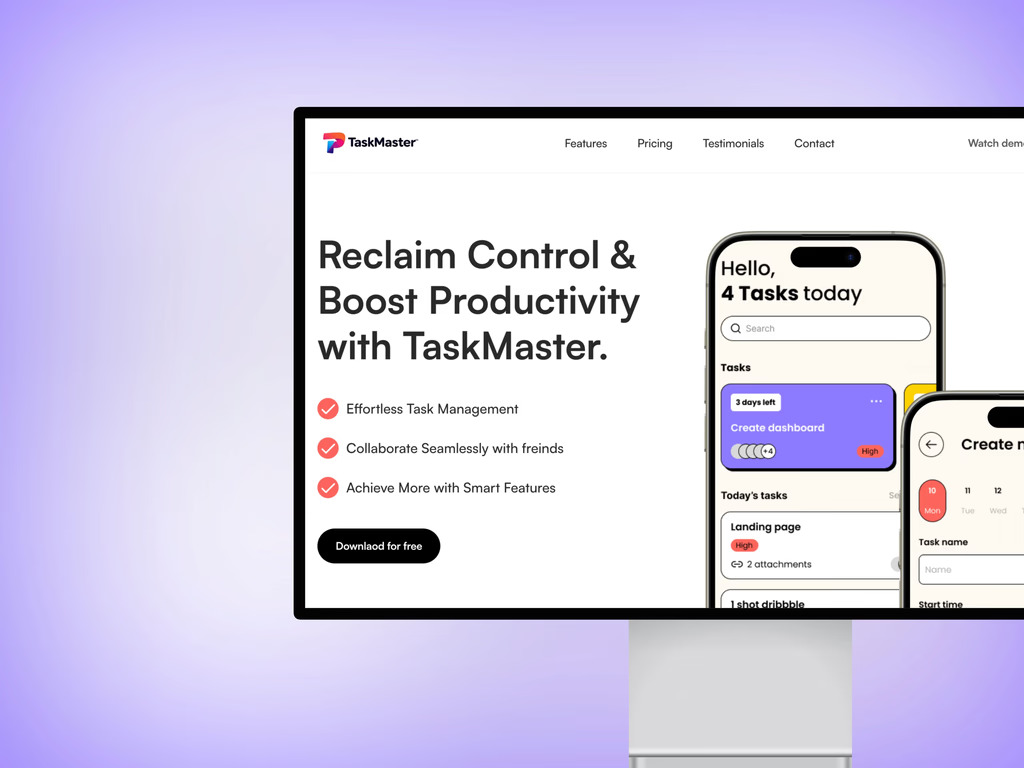 TaskMaster
Features
Pricing
Testimonials
Contact
Watch demo
Reclaim Control &
Boost Productivity
with TaskMaster.
Effortless Task Management
Collaborate Seamlessly with freinds
Achieve More with Smart Features
Downlaod for free
Hello,
4 Tasks today
Search
Tasks
3 days left
Create dashboard
+4
High
Today's tasks
Se
Landing page
High
2 attachments
1 shot dribbble
Create n
10
11
12
Mon
Tue
Wed
Task name
Name
Start time